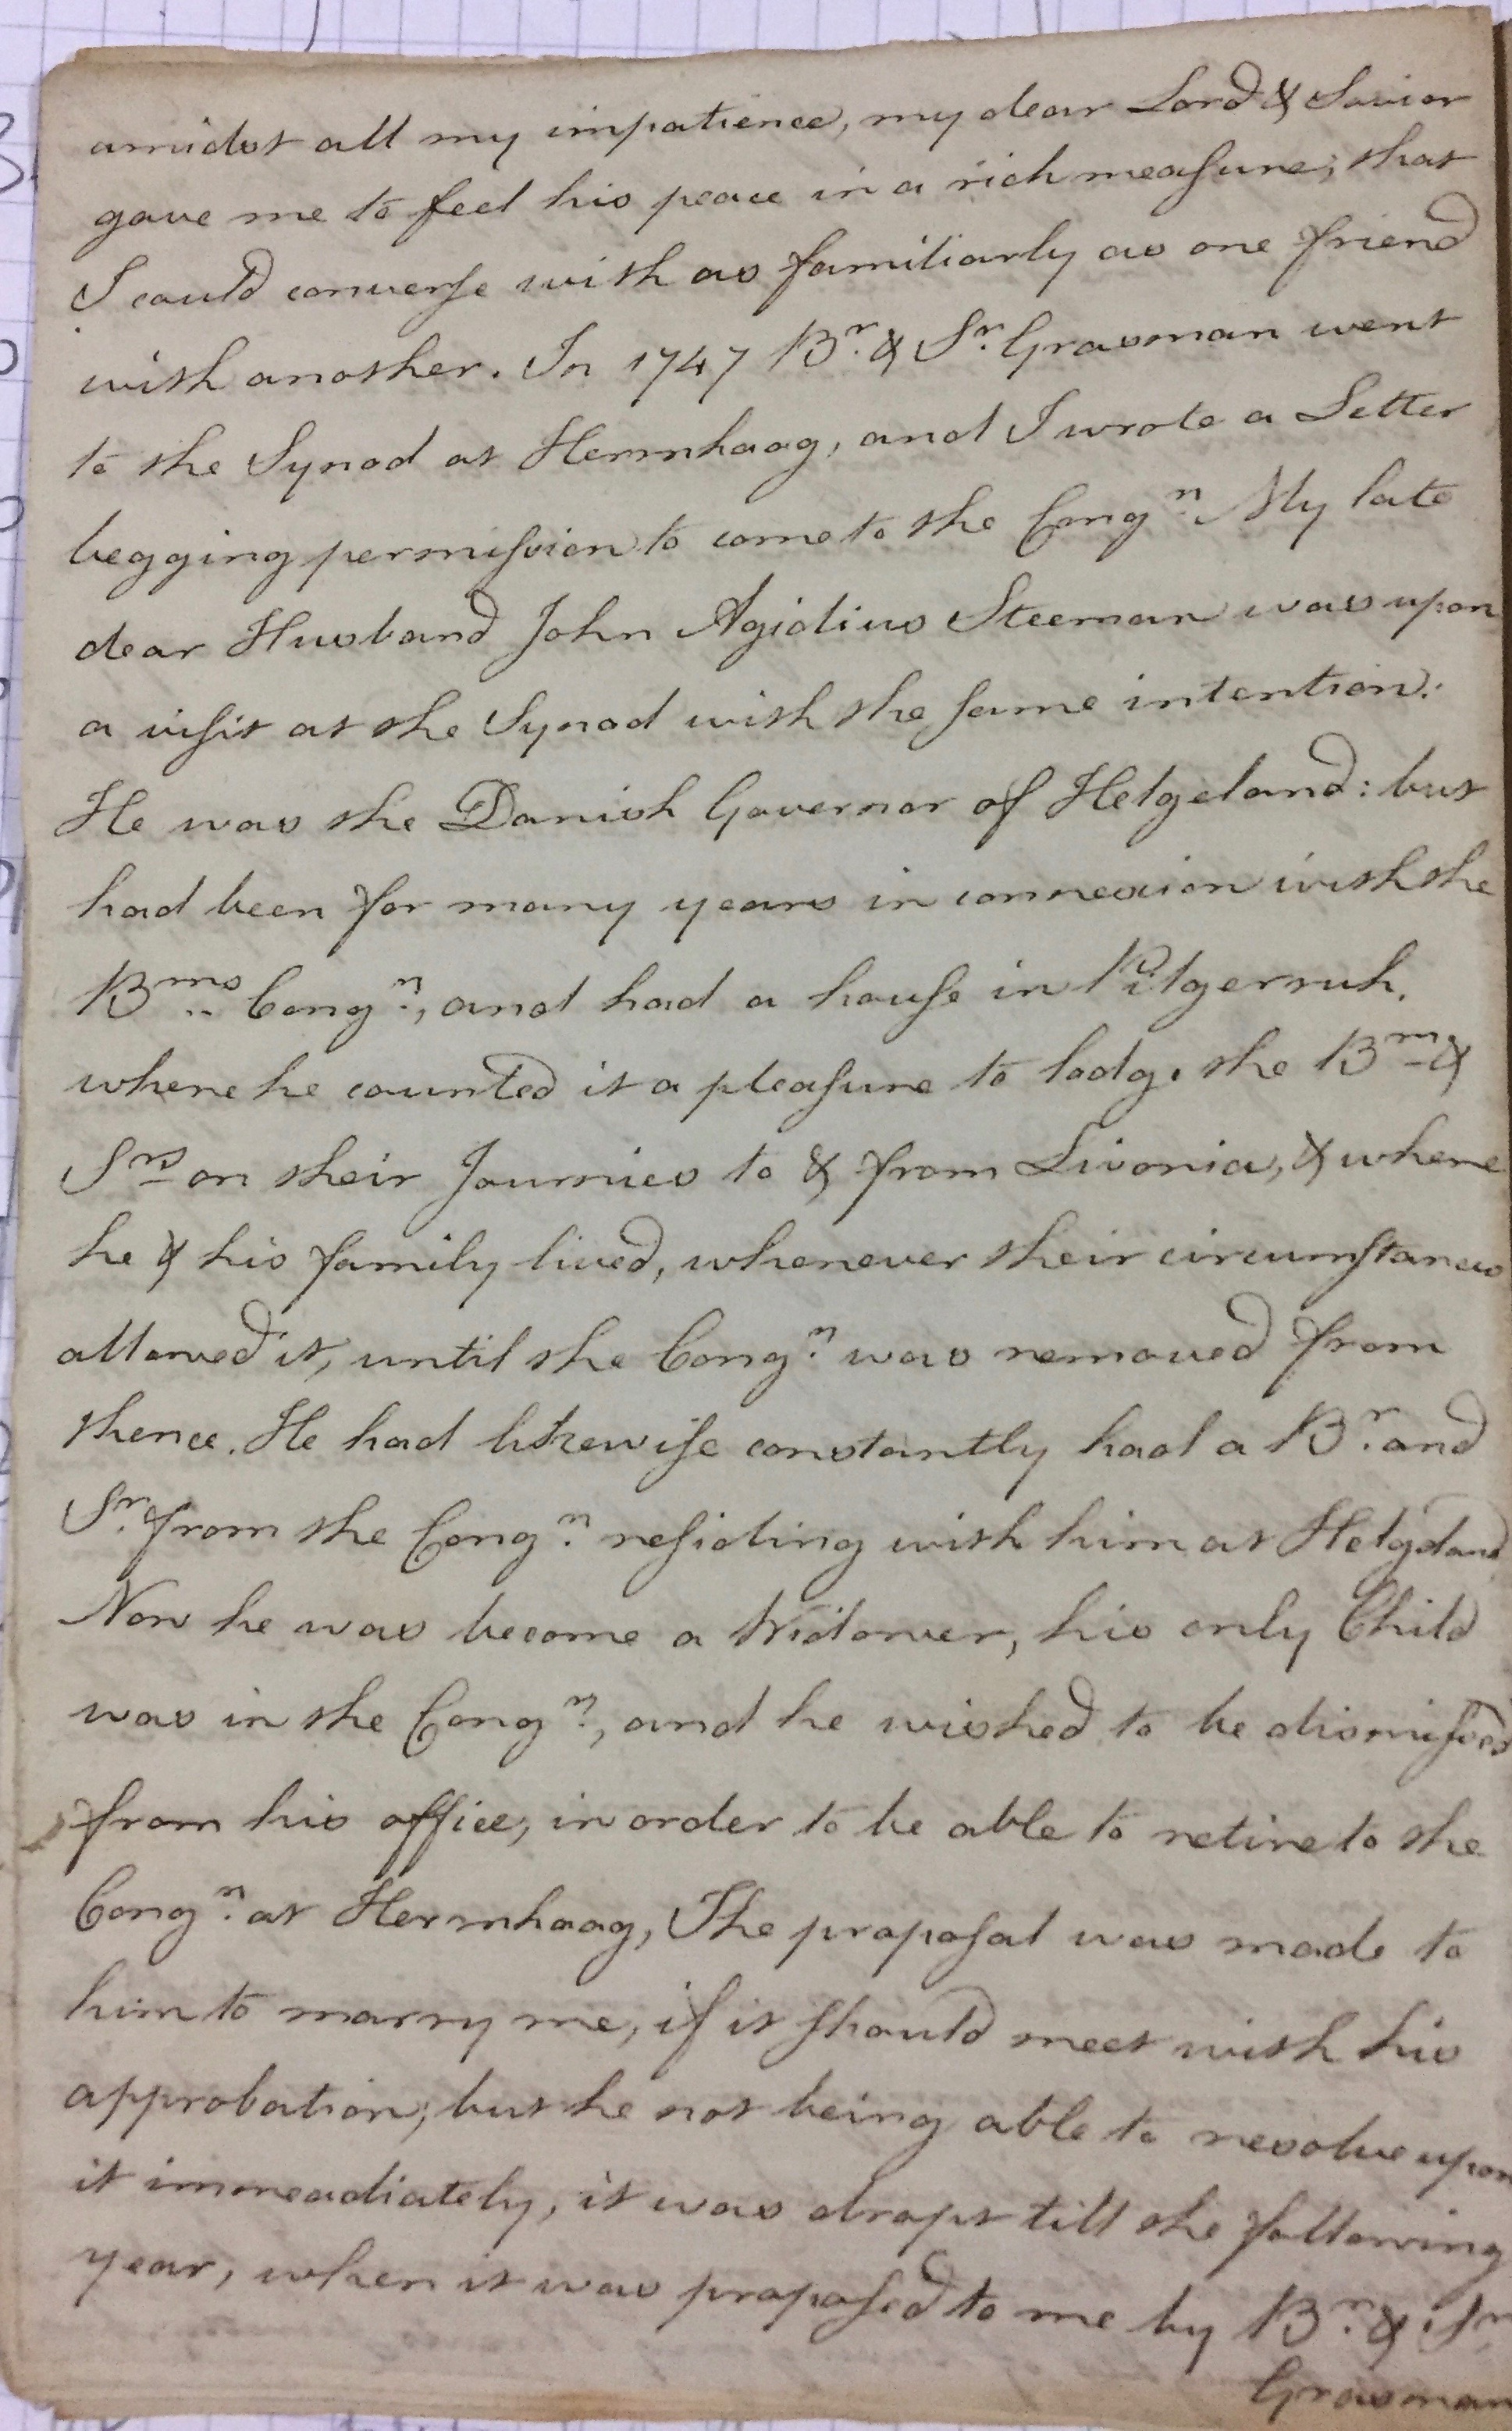 amidst all my impatience, my dear Lord & Savior
gave me to feel his peace in a rich measure; that
I could converse with as familiarly as one friend
with another. In 1747 Br. & Sr. Grasman went
to the Synod at Herrnhaag, and I wrote a Letter
begging permission to come to the Congn. My late
dear Husband John Agidius Steeman was upon
a visit at the Synod with the same intention:
He was the Danish Governor of Helgeland: but
had been for many years in connexion with the
Brns. Congn., and had a house in Pilgerruh.
where he counted it a pleasure to lodge the Brn &
Srs on their Journies to & from Livonia, & where
he & his family lived, whenever their circumstances
allowed it, until the Congn. was removed from
thence. He had likewise constantly had a Br. and
Sr. from the Congn. residing with him at Helgeland
Now he was become a Widower, his only Child
was in the Congn., and he wished to be dismissed
from his office, in order to be able to retire to the
Congn. at Herrnhaag, The proposal was made to
him to marry me, if it should meet with his
approbation; but he not being able to resolve upon
it immeadiately, it was dropt till the following
year, when it was proposed to me by Br. & Sr
Grasman